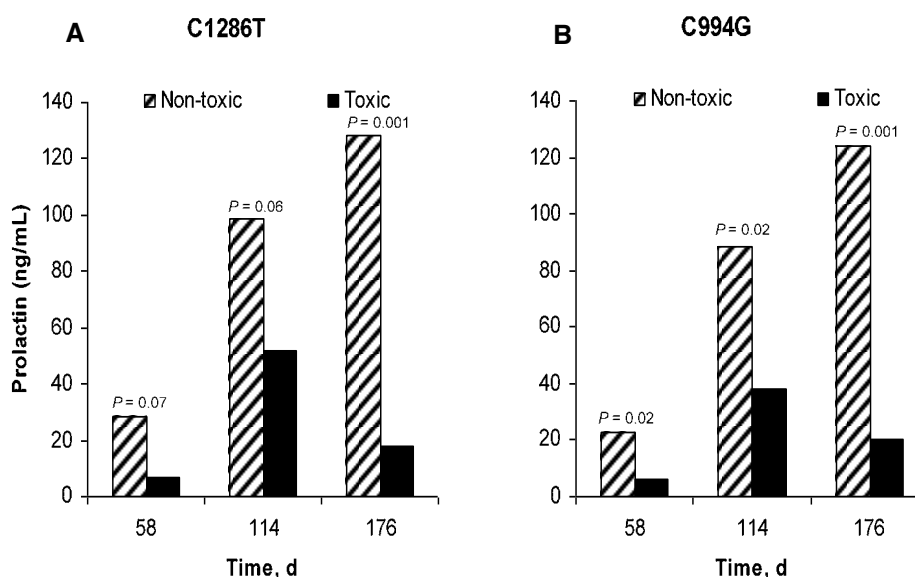 A C1286T
Non-toxic Toxic
140
P = 0.001
120
P = 0.06
100
80
60
40
P = 0.07
20
0
58 114 176
Time, d
Prolactin (ng/mL)
B C994G
Non-toxic Toxic
140
P = 0.001
120
P = 0.02
100
80
60
40
P = 0.02
20
0
58 114 176
Time, d